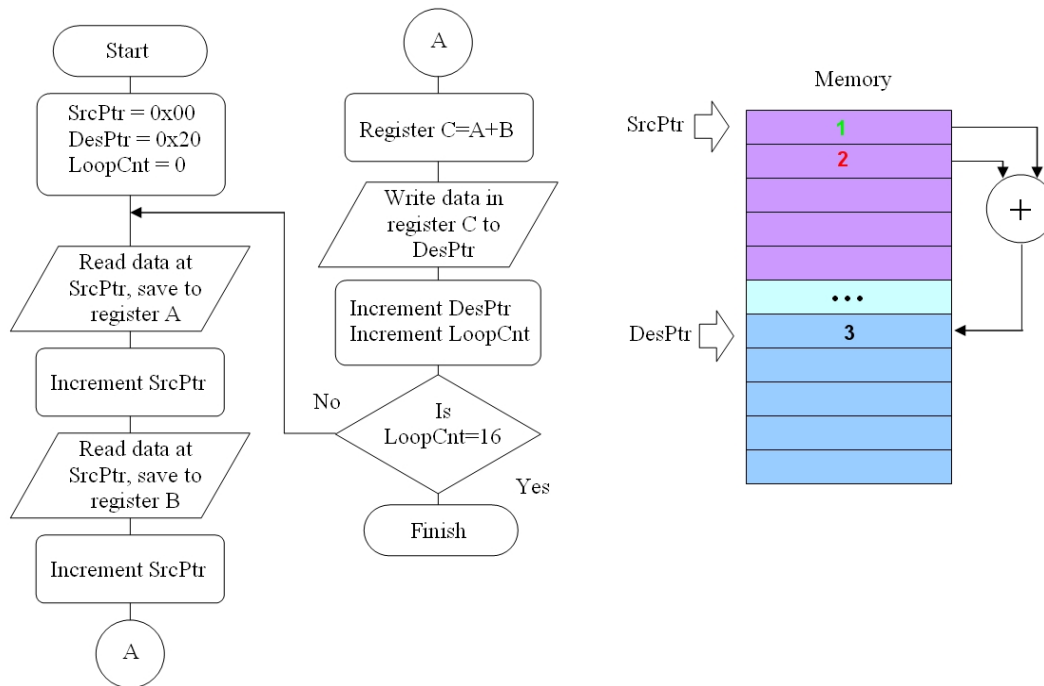 Start
SrcPtr = 0x00
DesPtr = 0x20
LoopCnt = 0
Read data at
SrcPtr, save to
register A
Increment SrcPtr
Read data at
SrcPtr, save to
register B
Increment SrcPtr
A
A
Register C=A+B
Write data in
register C to
DesPtr
Increment DesPtr
Increment LoopCnt
Is
LoopCnt=16
No
Yes
Finish
Memory
SrcPtr
1
2
+
...
DesPtr
3